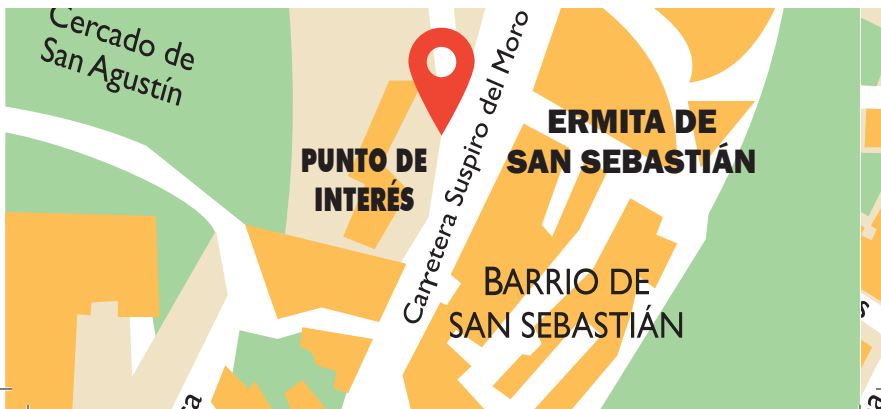 Cercado de
San Agustín
Carretera Suspiro del Moro
ERMITA DE
SAN SEBASTIÁN
PUNTO DE
INTERÉS
BARRIO DE
SAN SEBASTIÁN